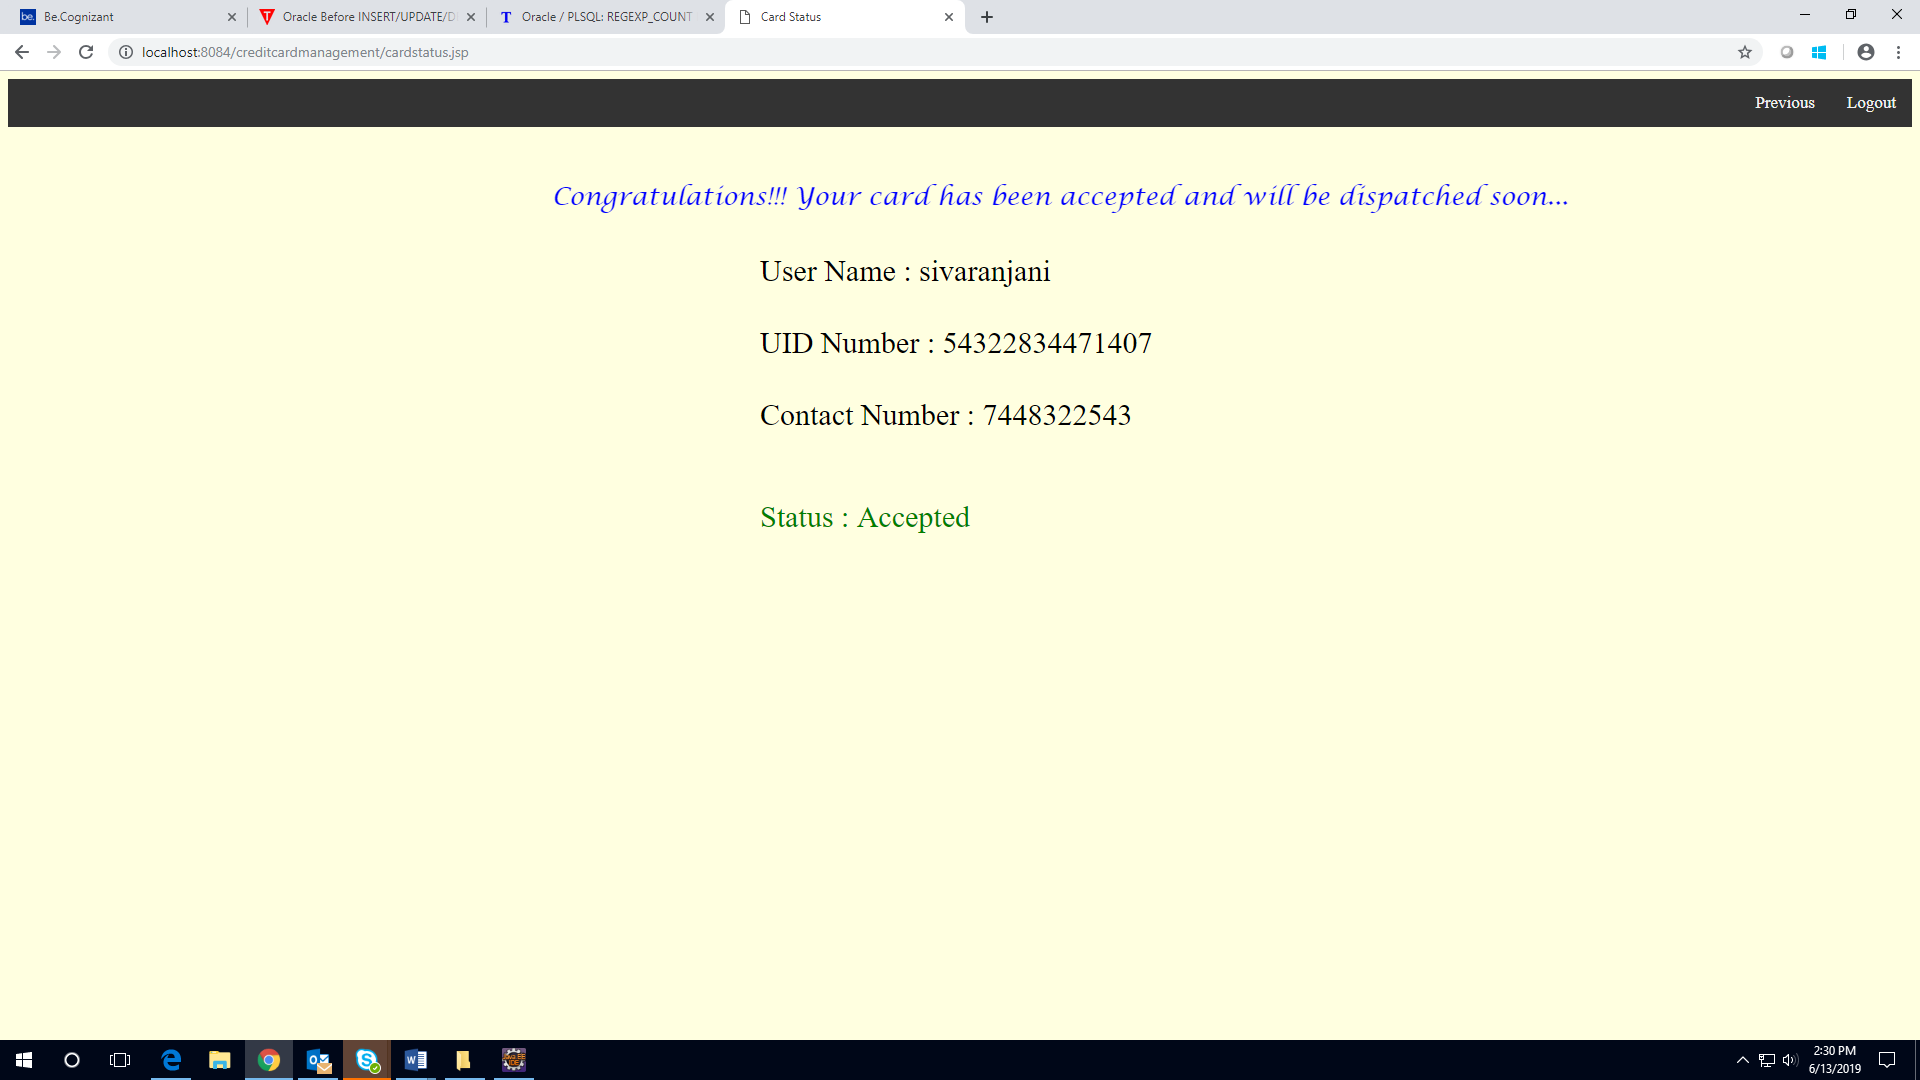 Be.Cognizant
Oracle Before INSERT/UPDATE/D
Oracle / PLSQL: REGEXP_COUNT
Card Status
localhost:8084/creditcardmanagement/cardstatus.jsp
Previous Logout
Congratulations!!! Your card has been accepted and will be dispatched soon...
User Name : sivaranjani
UID Number : 54322834471407
Contact Number : 7448322543
Status : Accepted
2:30 PM
6/13/2019